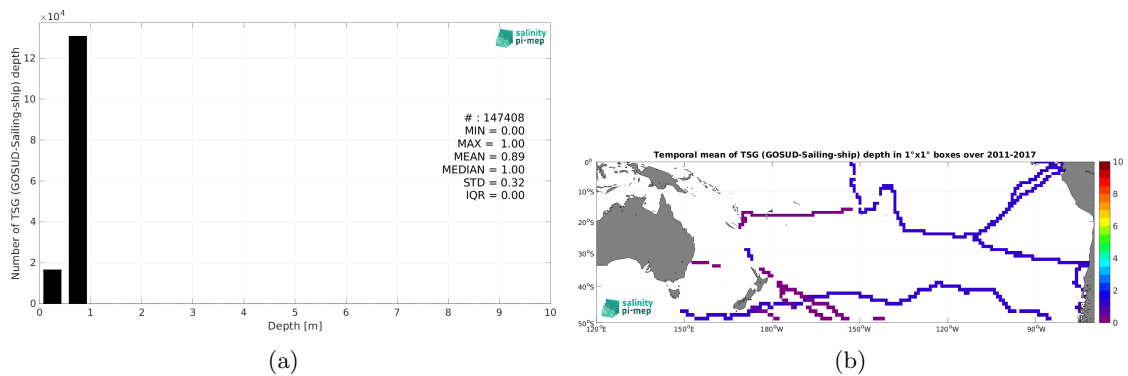 ×10⁴
salinity
pi-mep
Number of TSG (GOSUD-Sailing-ship) depth
12
10
8
6
4
2
0
# : 147408
MIN = 0.00
MAX = 1.00
MEAN = 0.89
MEDIAN = 1.00
STD = 0.32
IQR = 0.00
0 1 2 3 4 5 6 7 8 9 10
Depth [m]
(a)
Temporal mean of TSG (GOSUD-Sailing-ship) depth in 1°x1° boxes over 2011-2017
0°
10°S
20°S
30°S
40°S
50°S
salinity
pi-mep
120°E 150°E 180°W 150°W 120°W 90°W
10
8
6
4
2
0
(b)